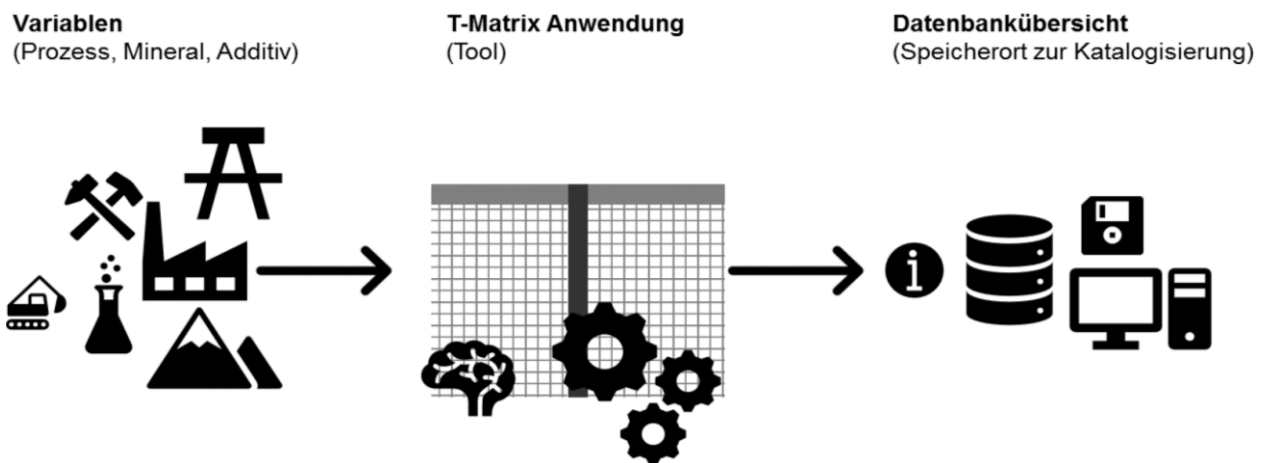 Variablen
(Prozess, Mineral, Additiv)
T-Matrix Anwendung
(Tool)
Datenbankübersicht
(Speicherort zur Katalogisierung)
i